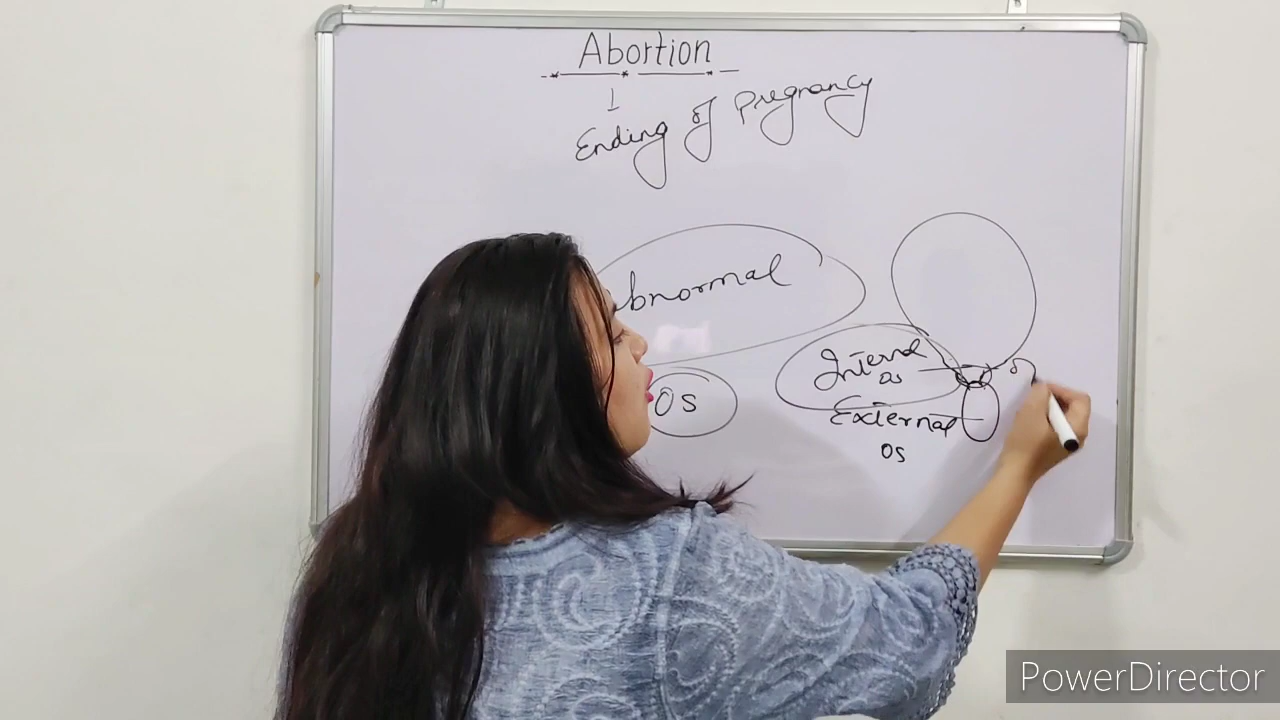 Abortion
Ending of Pregnancy
bnormal
Internal
os
OS
External
os
PowerDirector